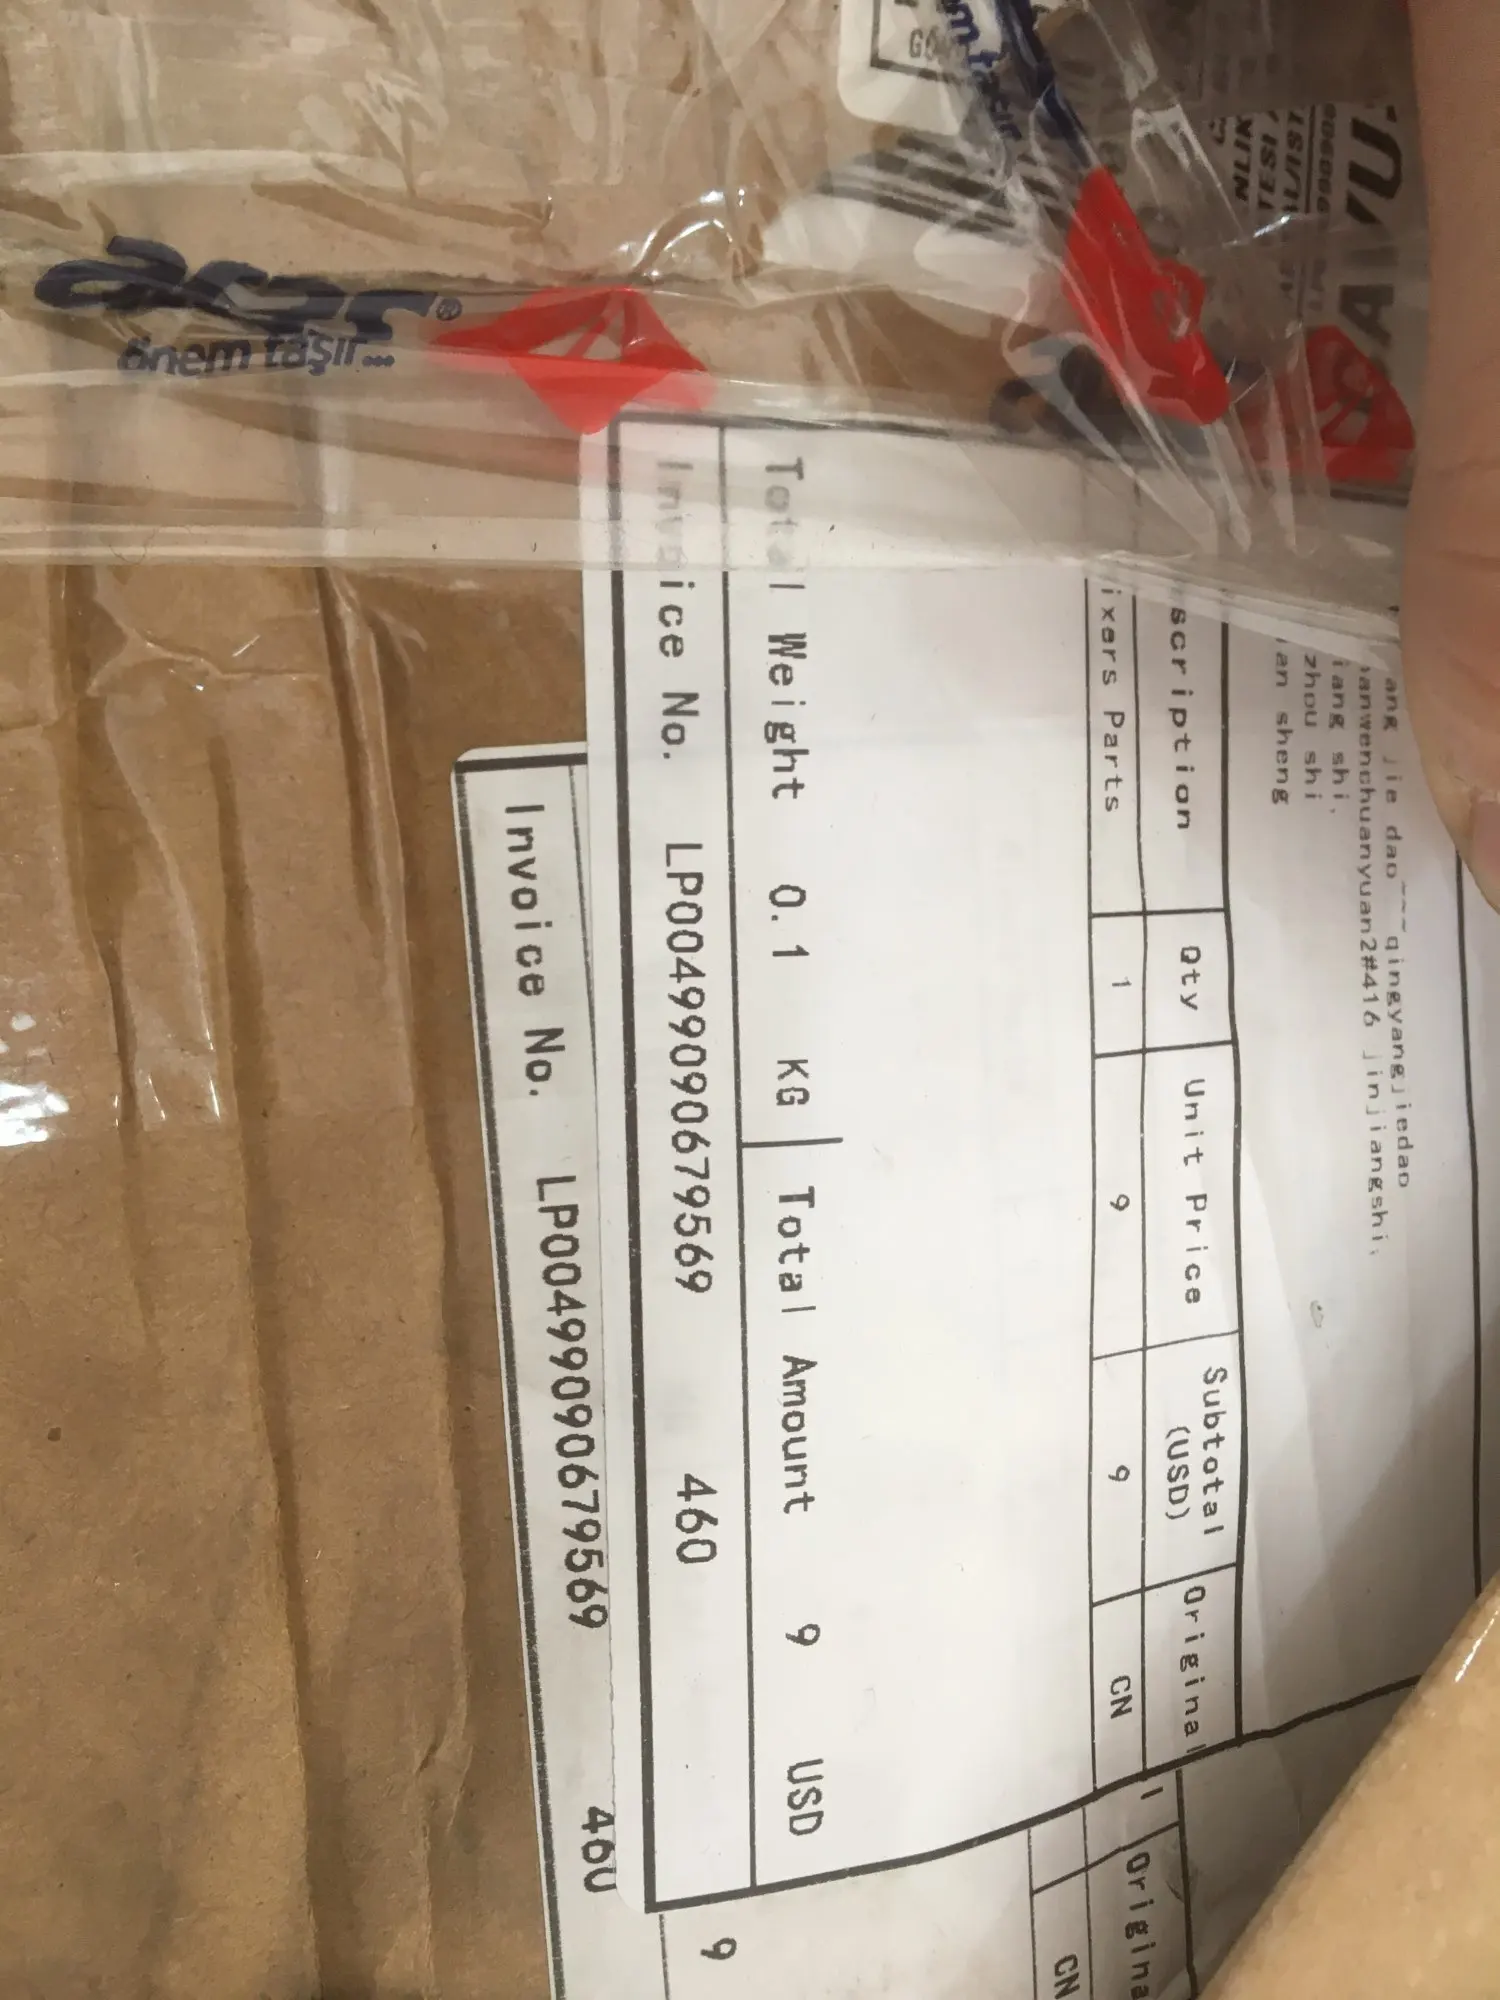 aras®
önem taşır...
ang jie dao qingyangjiedao
anwenchuanyuan2#416 jinjiangshi,
iang shi,
zhou shi
an sheng
scription Qty Unit Price Subtotal (USD) Original
ixers Parts 1 9 9 CN
Total Weight 0.1 KG Total Amount 9 USD
Invoice No. LP00499090679569 460
Origina
CN
9
Invoice No. LP00499090679569 460